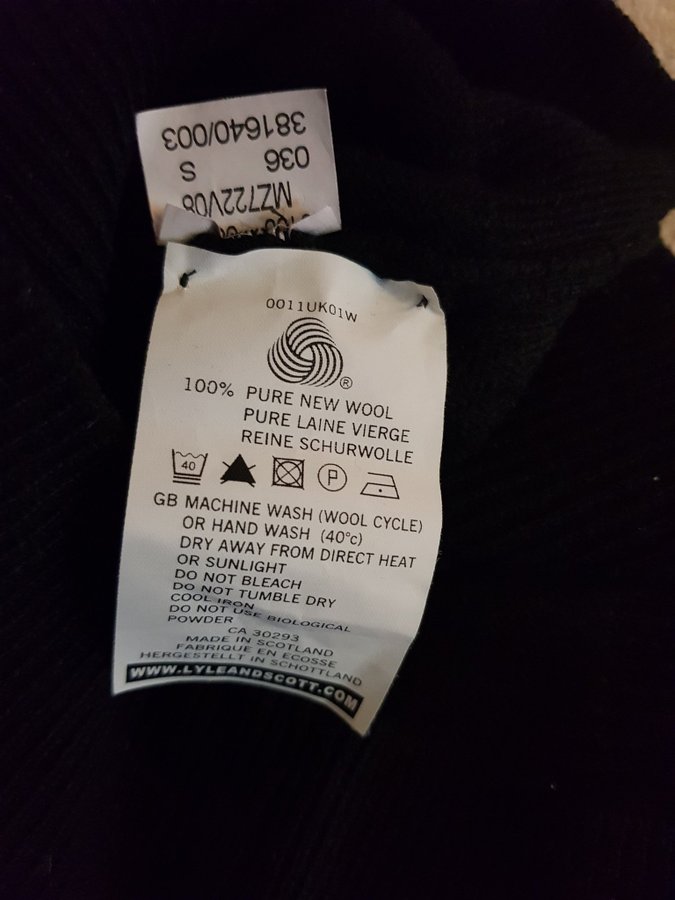 381640/003
036 S
MZ722V08
0011UK01W
®
100% PURE NEW WOOL
PURE LAINE VIERGE
REINE SCHURWOLLE
40 P
GB MACHINE WASH (WOOL CYCLE)
OR HAND WASH (40°c)
DRY AWAY FROM DIRECT HEAT
OR SUNLIGHT
DO NOT BLEACH
DO NOT TUMBLE DRY
COOL IRON
DO NOT USE BIOLOGICAL
POWDER
CA 30293
MADE IN SCOTLAND
FABRIQUE EN ECOSSE
HERGESTELLT IN SCHOTTLAND
WWW.LYLEANDSCOTT.COM